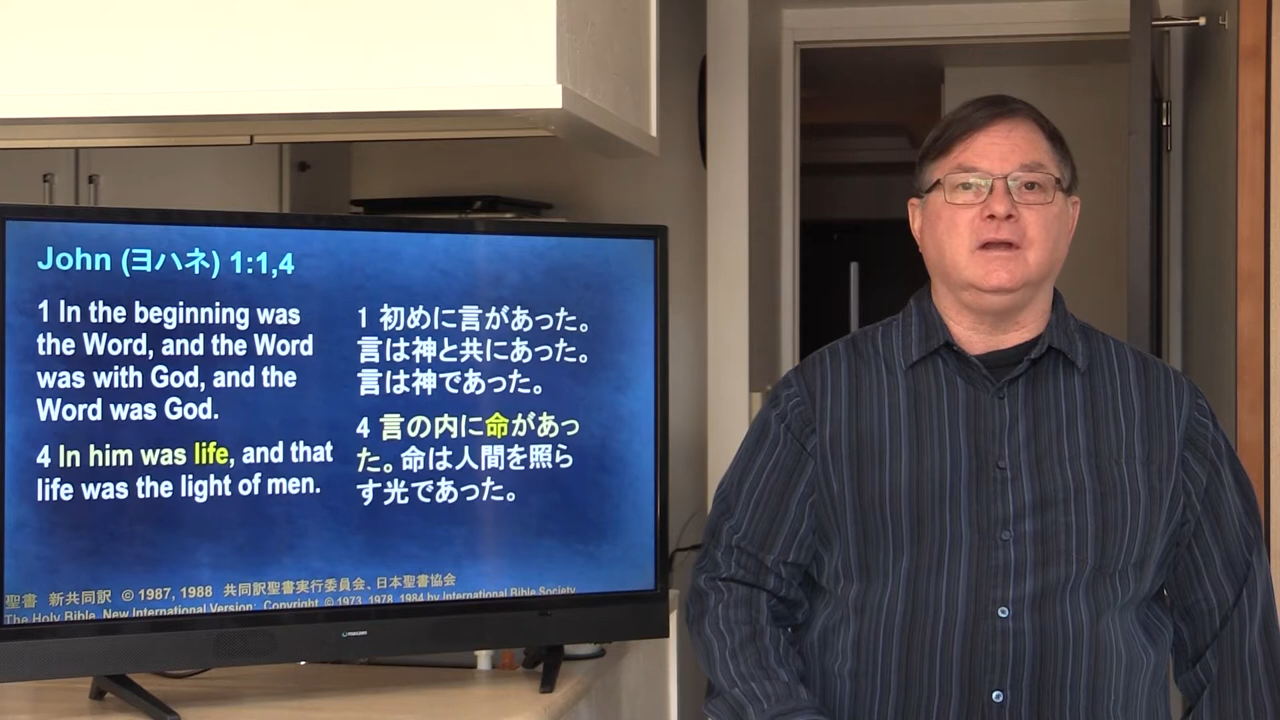 John (ヨハネ) 1:1,4
1 In the beginning was
the Word, and the Word
was with God, and the
Word was God.
4 In him was life, and that
life was the light of men.
1 初めに言があった。
言は神と共にあった。
言は神であった。
4 言の内に命があっ
た。命は人間を照ら
す光であった。
聖書 新共同訳 © 1987, 1988 共同訳聖書実行委員会、日本聖書協会
The Holy Bible, New International Version; Copyright © 1973, 1978, 1984 by International Bible Society
maxzen